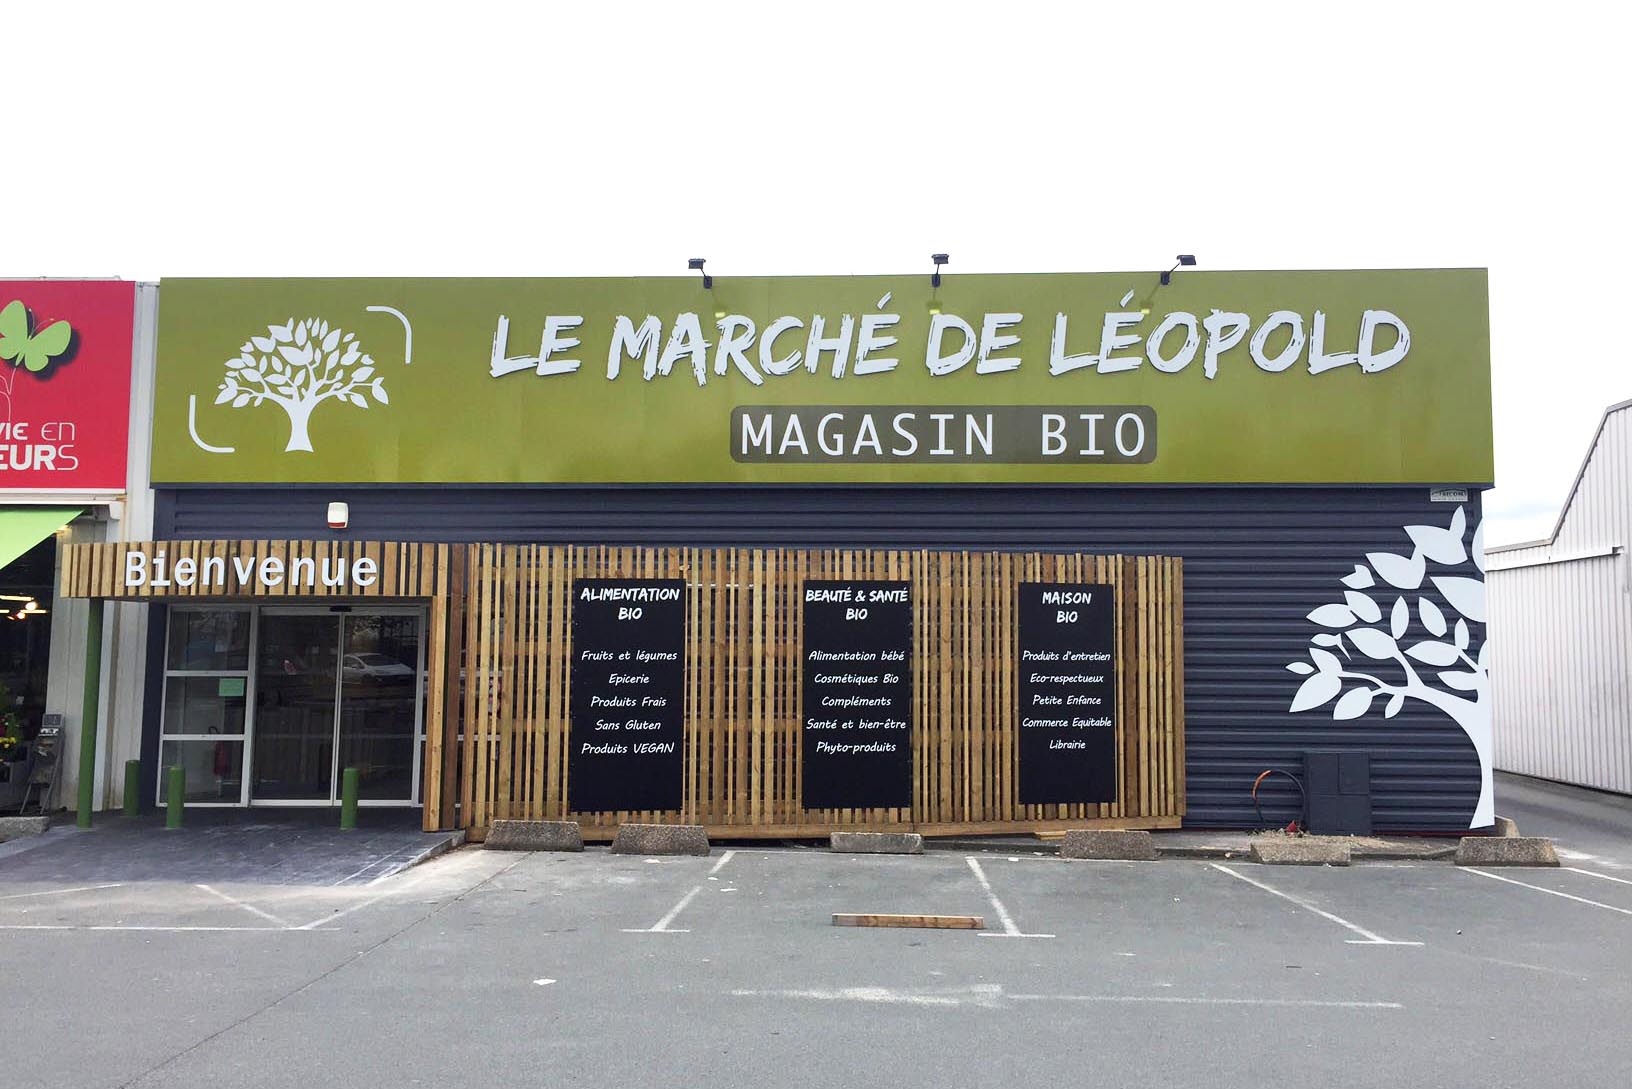 VIE EN
EURS
LE MARCHÉ DE LÉOPOLD
MAGASIN BIO
Bienvenue
ALIMENTATION
BIO
Fruits et légumes
Epicerie
Produits Frais
Sans Gluten
Produits VEGAN
BEAUTÉ & SANTÉ
BIO
Alimentation bébé
Cosmétiques Bio
Compléments
Santé et bien-être
Phyto-produits
MAISON
BIO
Produits d'entretien
Eco-respectueux
Petite Enfance
Commerce Equitable
Librairie